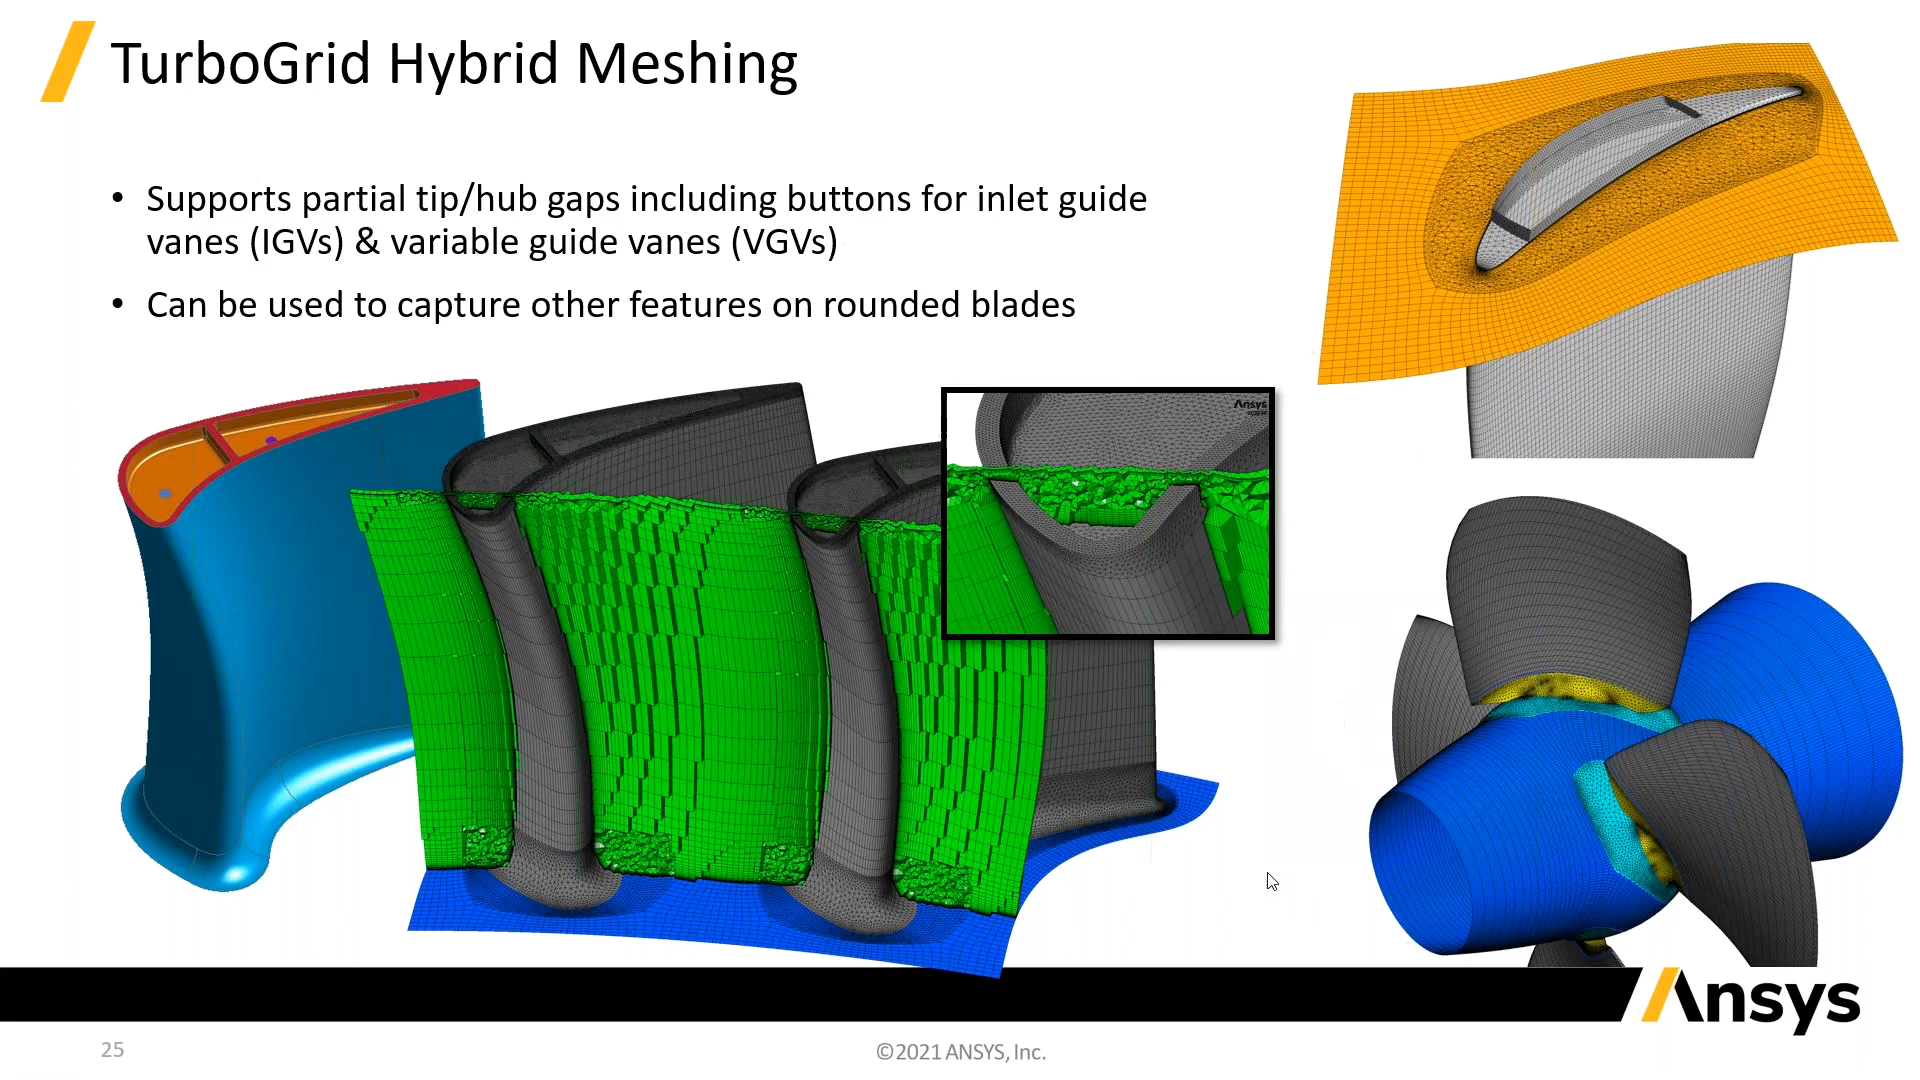 TurboGrid Hybrid Meshing
• Supports partial tip/hub gaps including buttons for inlet guide
vanes (IGVs) & variable guide vanes (VGVs)
• Can be used to capture other features on rounded blades
Ansys
Ansys
25
©2021 ANSYS, Inc.